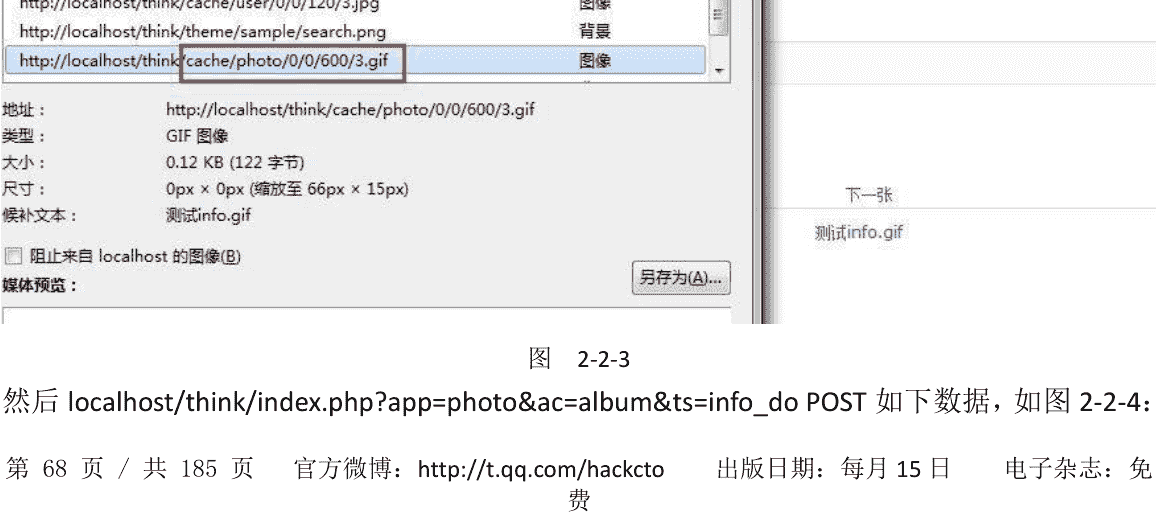 http://localhost/think/cache/user/0/0/120/3.jpg 图像
http://localhost/think/theme/sample/search.png 背景
http://localhost/think/cache/photo/0/0/600/3.gif 图像
地址： http://localhost/think/cache/photo/0/0/600/3.gif
类型： GIF 图像
大小： 0.12 KB (122 字节)
尺寸： 0px × 0px (缩放至 66px × 15px)
下一张
候补文本： 测试info.gif
测试info.gif
阻止来自 localhost 的图像(B)
另存为(A)...
媒体预览：
图 2-2-3
然后 localhost/think/index.php?app=photo&ac=album&ts=info_do POST 如下数据，如图 2-2-4：
第 68 页 / 共 185 页 官方微博：http://t.qq.com/hackcto 出版日期：每月 15 日 电子杂志：免
费